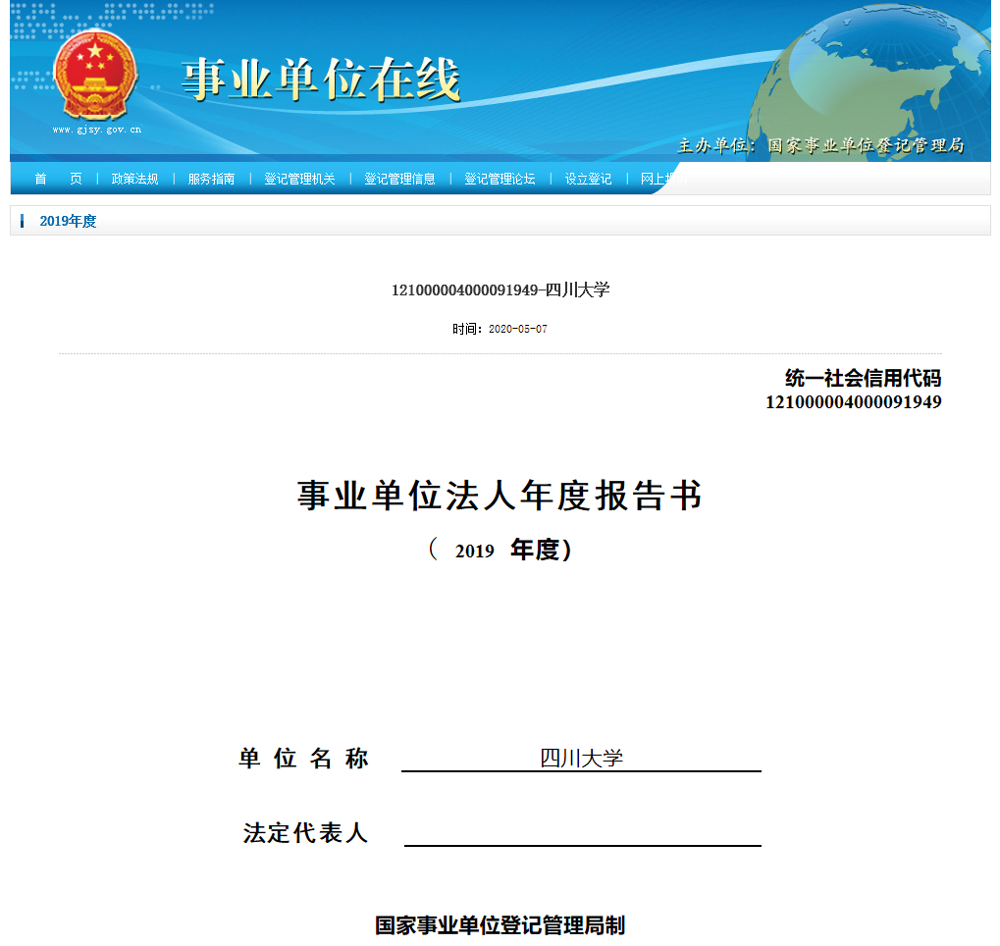 事业单位在线
www.gjsy.gov.cn
主办单位：国家事业单位登记管理局
首 页 | 政策法规 | 服务指南 | 登记管理机关 | 登记管理信息 | 登记管理论坛 | 设立登记 | 网上
2019年度
121000004000091949-四川大学
时间：2020-05-07
统一社会信用代码
121000004000091949
事业单位法人年度报告书
（ 2019 年度）
单位名称 四川大学
法定代表人
国家事业单位登记管理局制